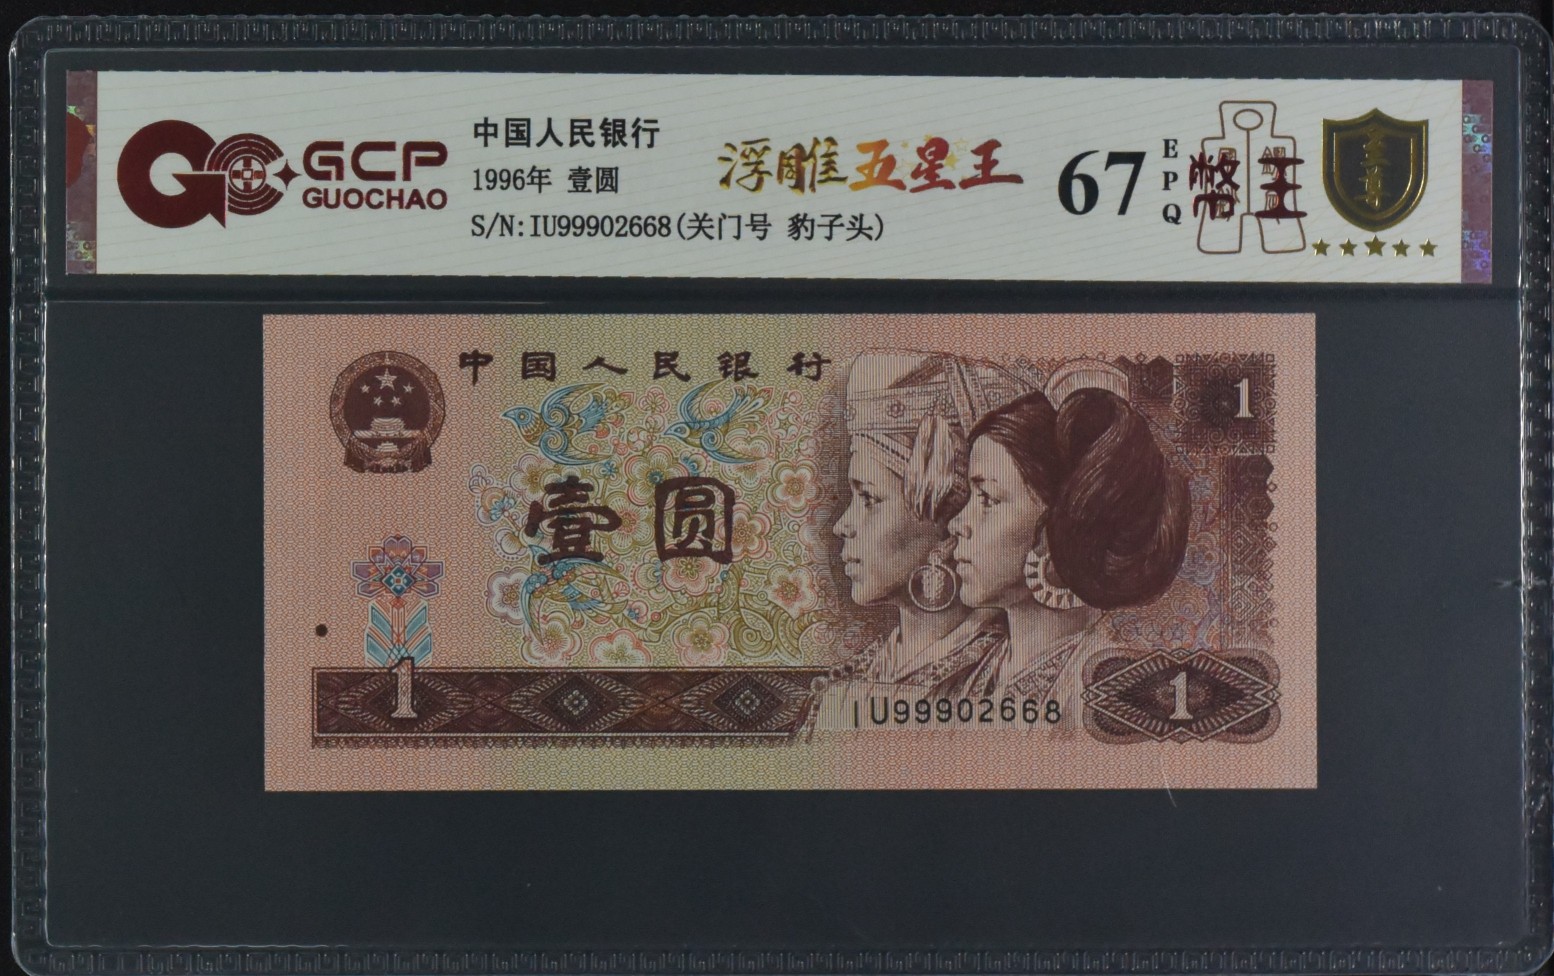 GCP
GUOCHAO
中国人民银行
1996年 壹圆
S/N:IU99902668(关门号 豹子头)
浮雕五星王
67
EPQ
币王
至尊
中国人民银行
1
壹圆
1
IU99902668
1